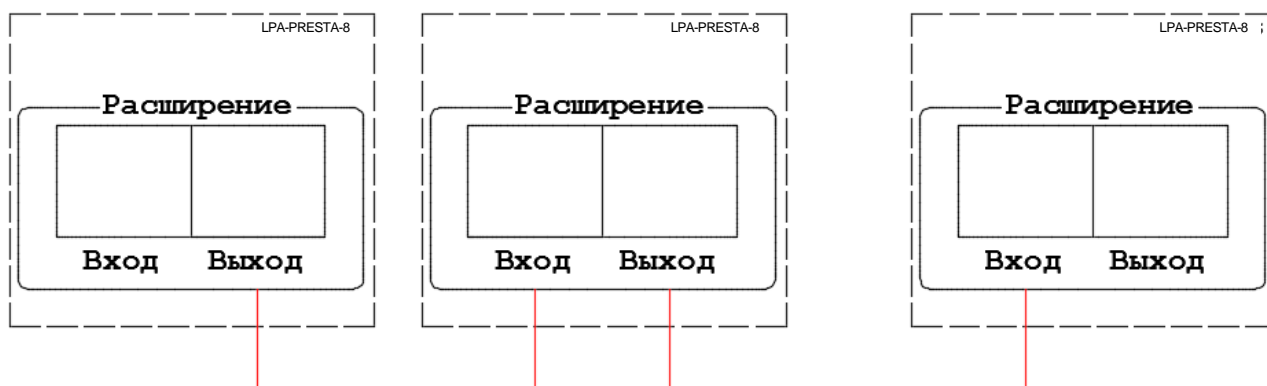 LPA-PRESTA-8 LPA-PRESTA-8 LPA-PRESTA-8 ;
Расширение Расширение Расширение
Вход Выход Вход Выход Вход Выход